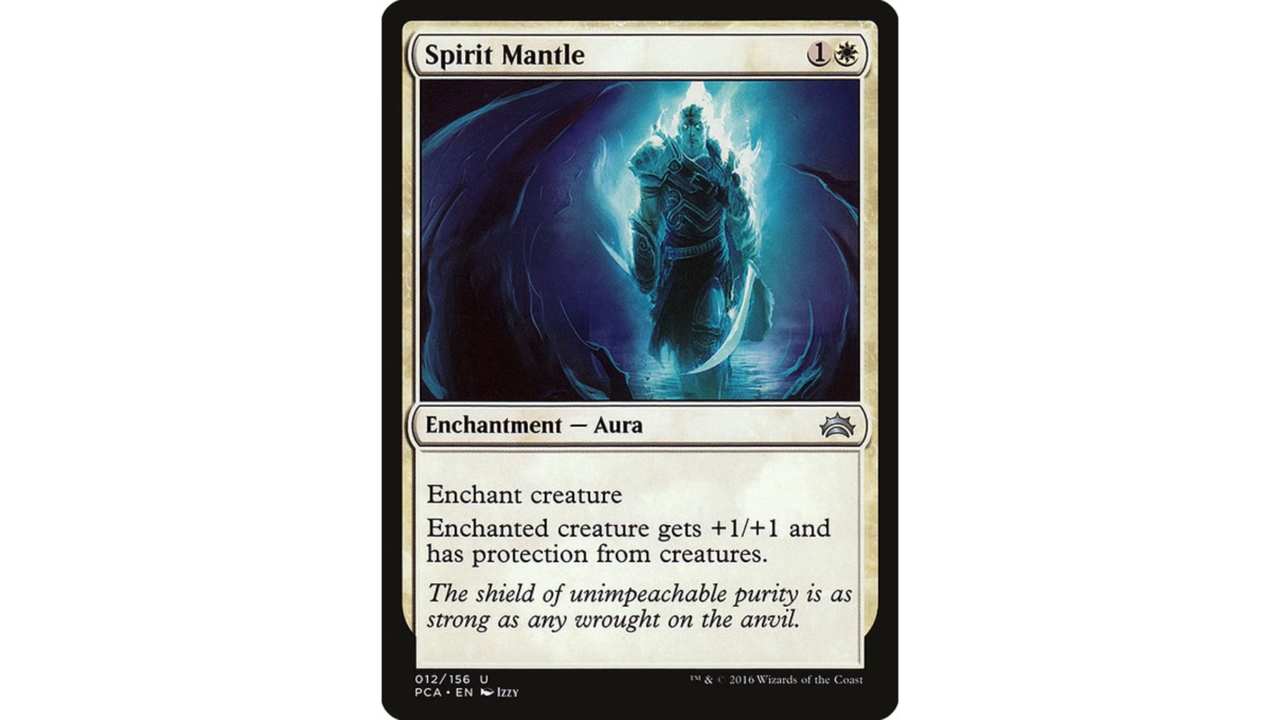 Spirit Mantle 1
Enchantment — Aura
Enchant creature
Enchanted creature gets +1/+1 and
has protection from creatures.
The shield of unimpeachable purity is as
strong as any wrought on the anvil.
012/156 U
PCA • EN Izzy
™ & © 2016 Wizards of the Coast